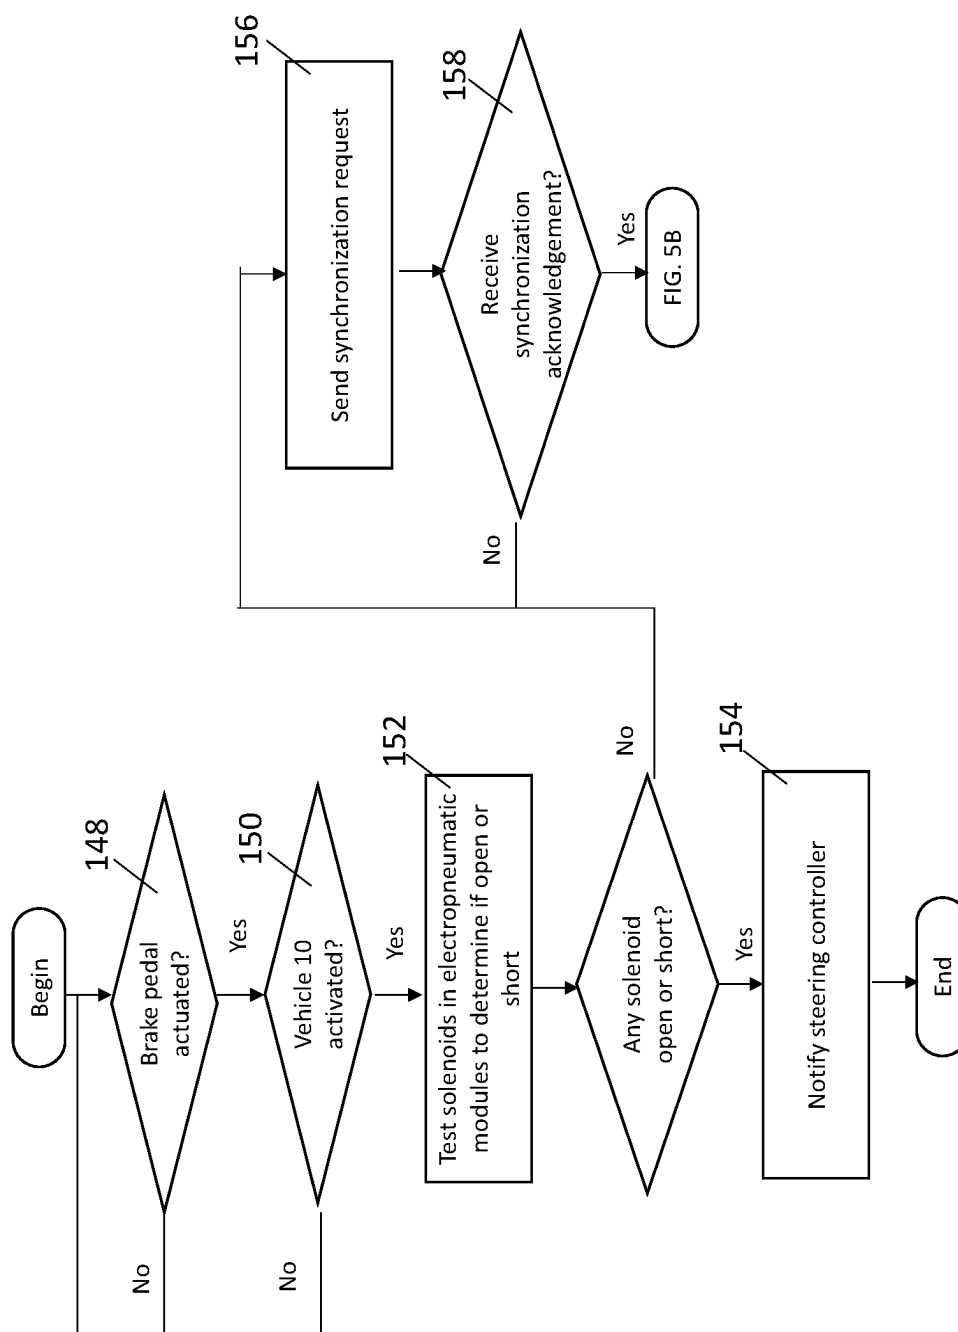 Begin
148
Brake pedal
actuated?
No
Yes
150
Vehicle 10
activated?
No
Yes
152
Test solenoids in electropneumatic
modules to determine if open or
short
Any solenoid
open or short?
No
Yes
154
Notify steering controller
End
156
Send synchronization request
158
Receive
synchronization
acknowledgement?
No
Yes
FIG. 5B